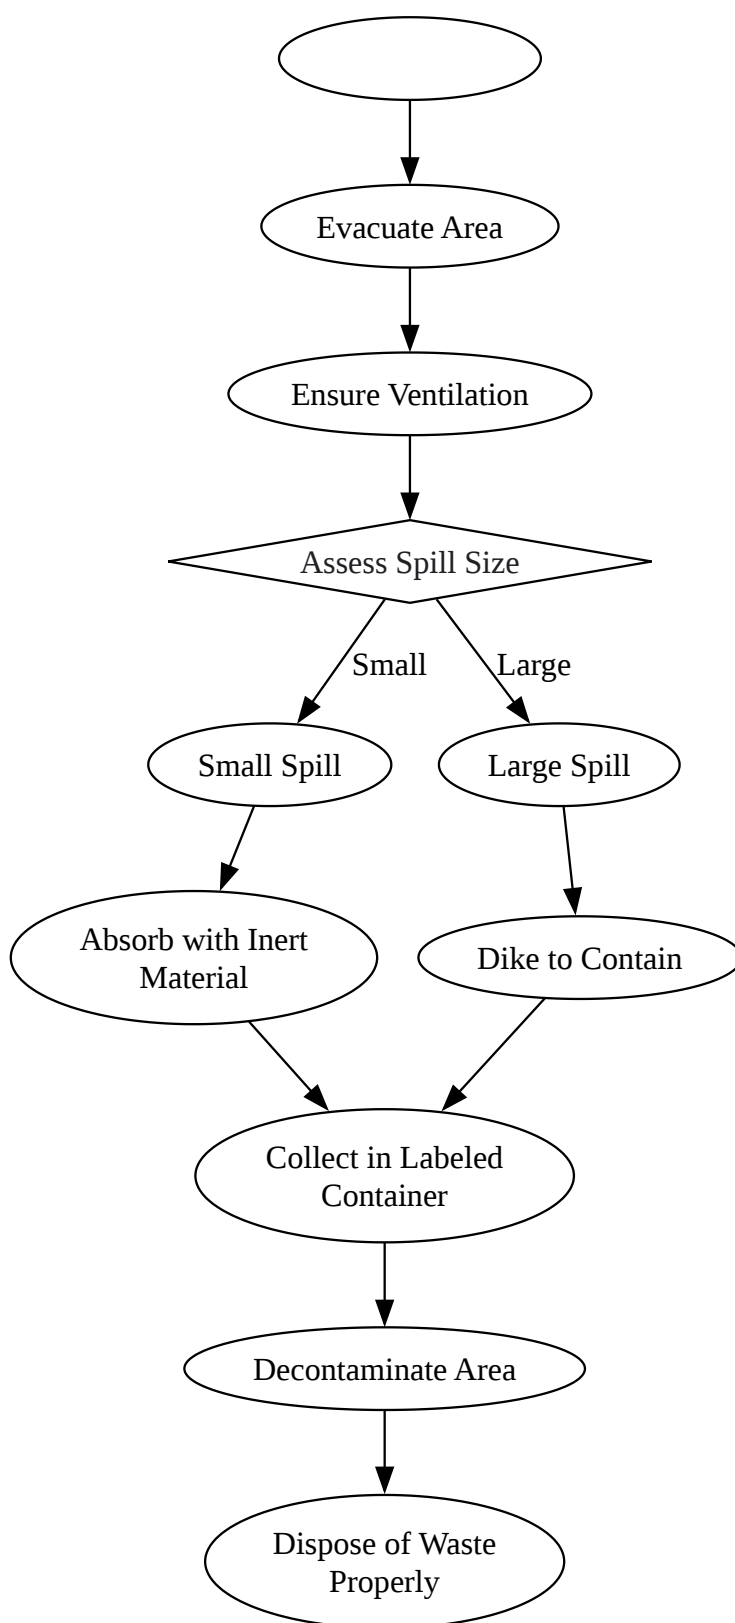 Evacuate Area
Ensure Ventilation
Assess Spill Size
Small
Large
Small Spill
Large Spill
Absorb with Inert
Material
Dike to Contain
Collect in Labeled
Container
Decontaminate Area
Dispose of Waste
Properly